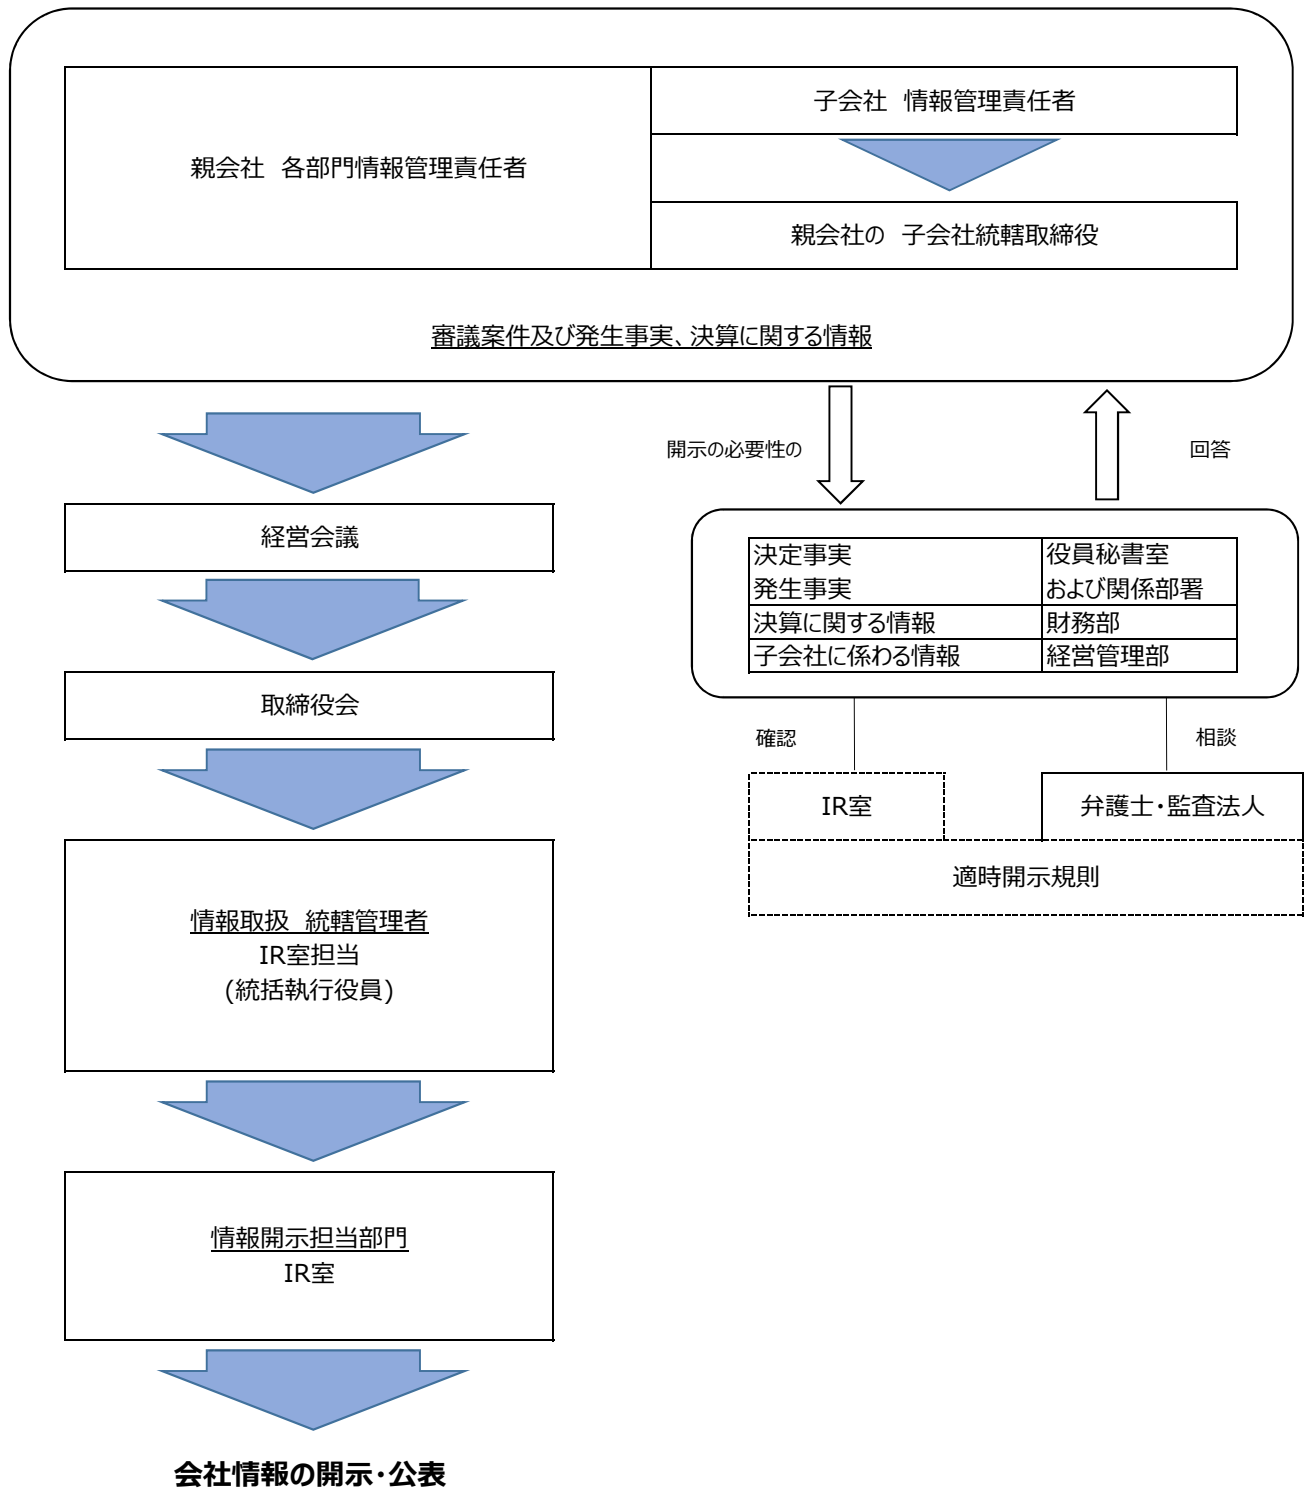 子会社 情報管理責任者
親会社 各部門情報管理責任者
親会社の 子会社統轄取締役
審議案件及び発生事実、決算に関する情報
開示の必要性の
回答
経営会議
決定事実
役員秘書室
発生事実
および関係部署
決算に関する情報
財務部
子会社に係わる情報
経営管理部
取締役会
確認
相談
IR室
弁護士・監査法人
適時開示規則
情報取扱 統轄管理者
IR室担当
(統括執行役員)
情報開示担当部門
IR室
会社情報の開示・公表